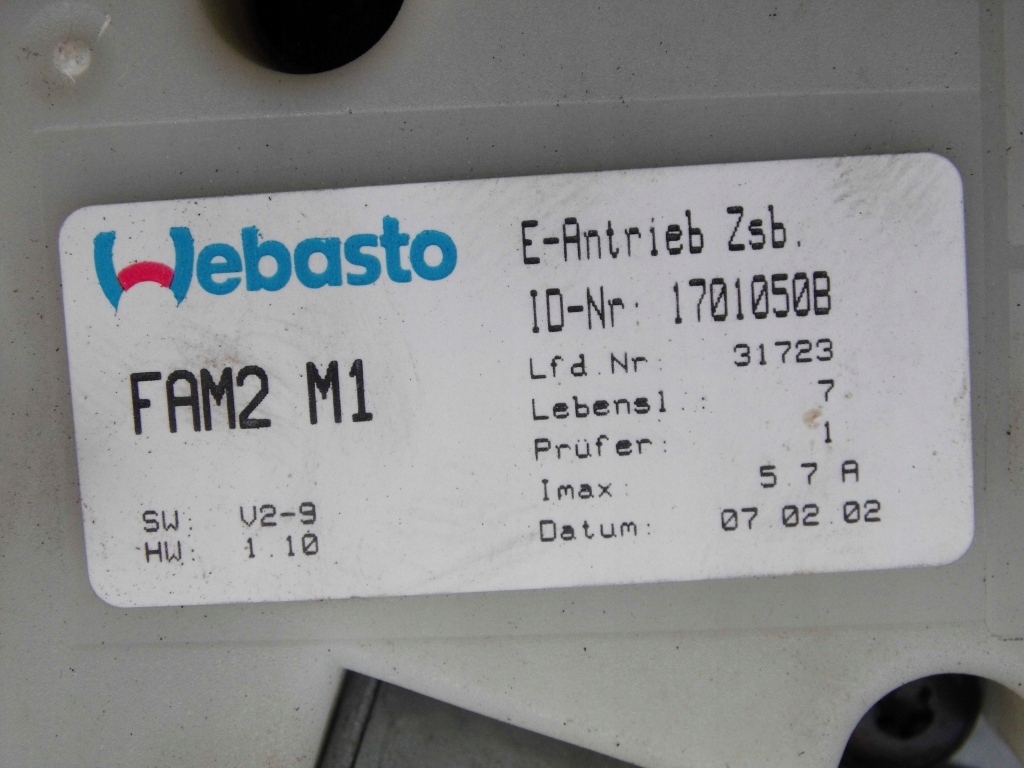 Webasto
FAM2 M1
SW: V2-9
HW: 1.10
E-Antrieb Zsb.
ID-Nr: 1701050B
Lfd.Nr: 31723
Lebensl.: 7
Prüfer: 1
Imax: 5.7 A
Datum: 07.02.02